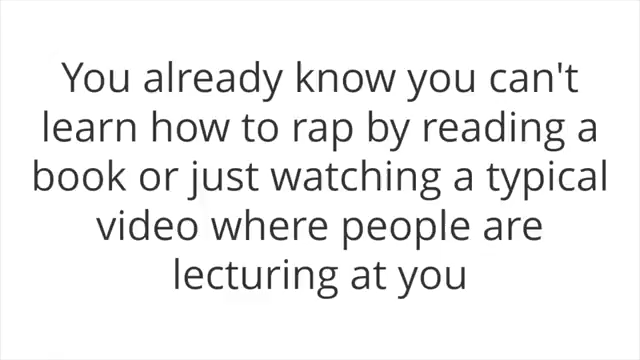 You already know you can't
learn how to rap by reading a
book or just watching a typical
video where people are
lecturing at you